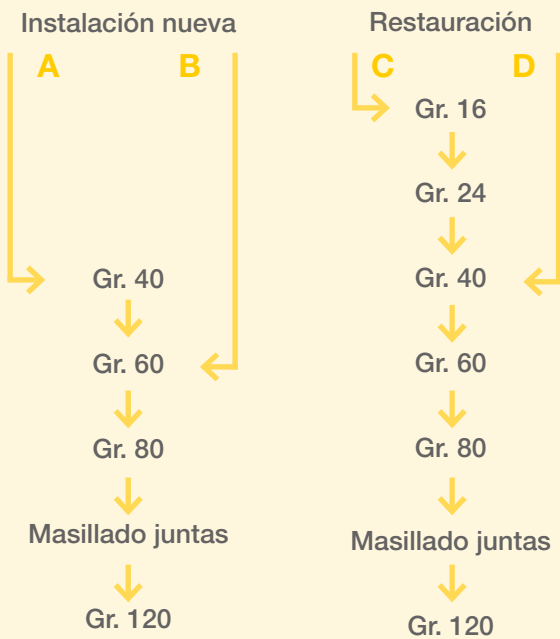 Instalación nueva
A B
Gr. 40
Gr. 60
Gr. 80
Masillado juntas
Gr. 120
Restauración
C D
Gr. 16
Gr. 24
Gr. 40
Gr. 60
Gr. 80
Masillado juntas
Gr. 120